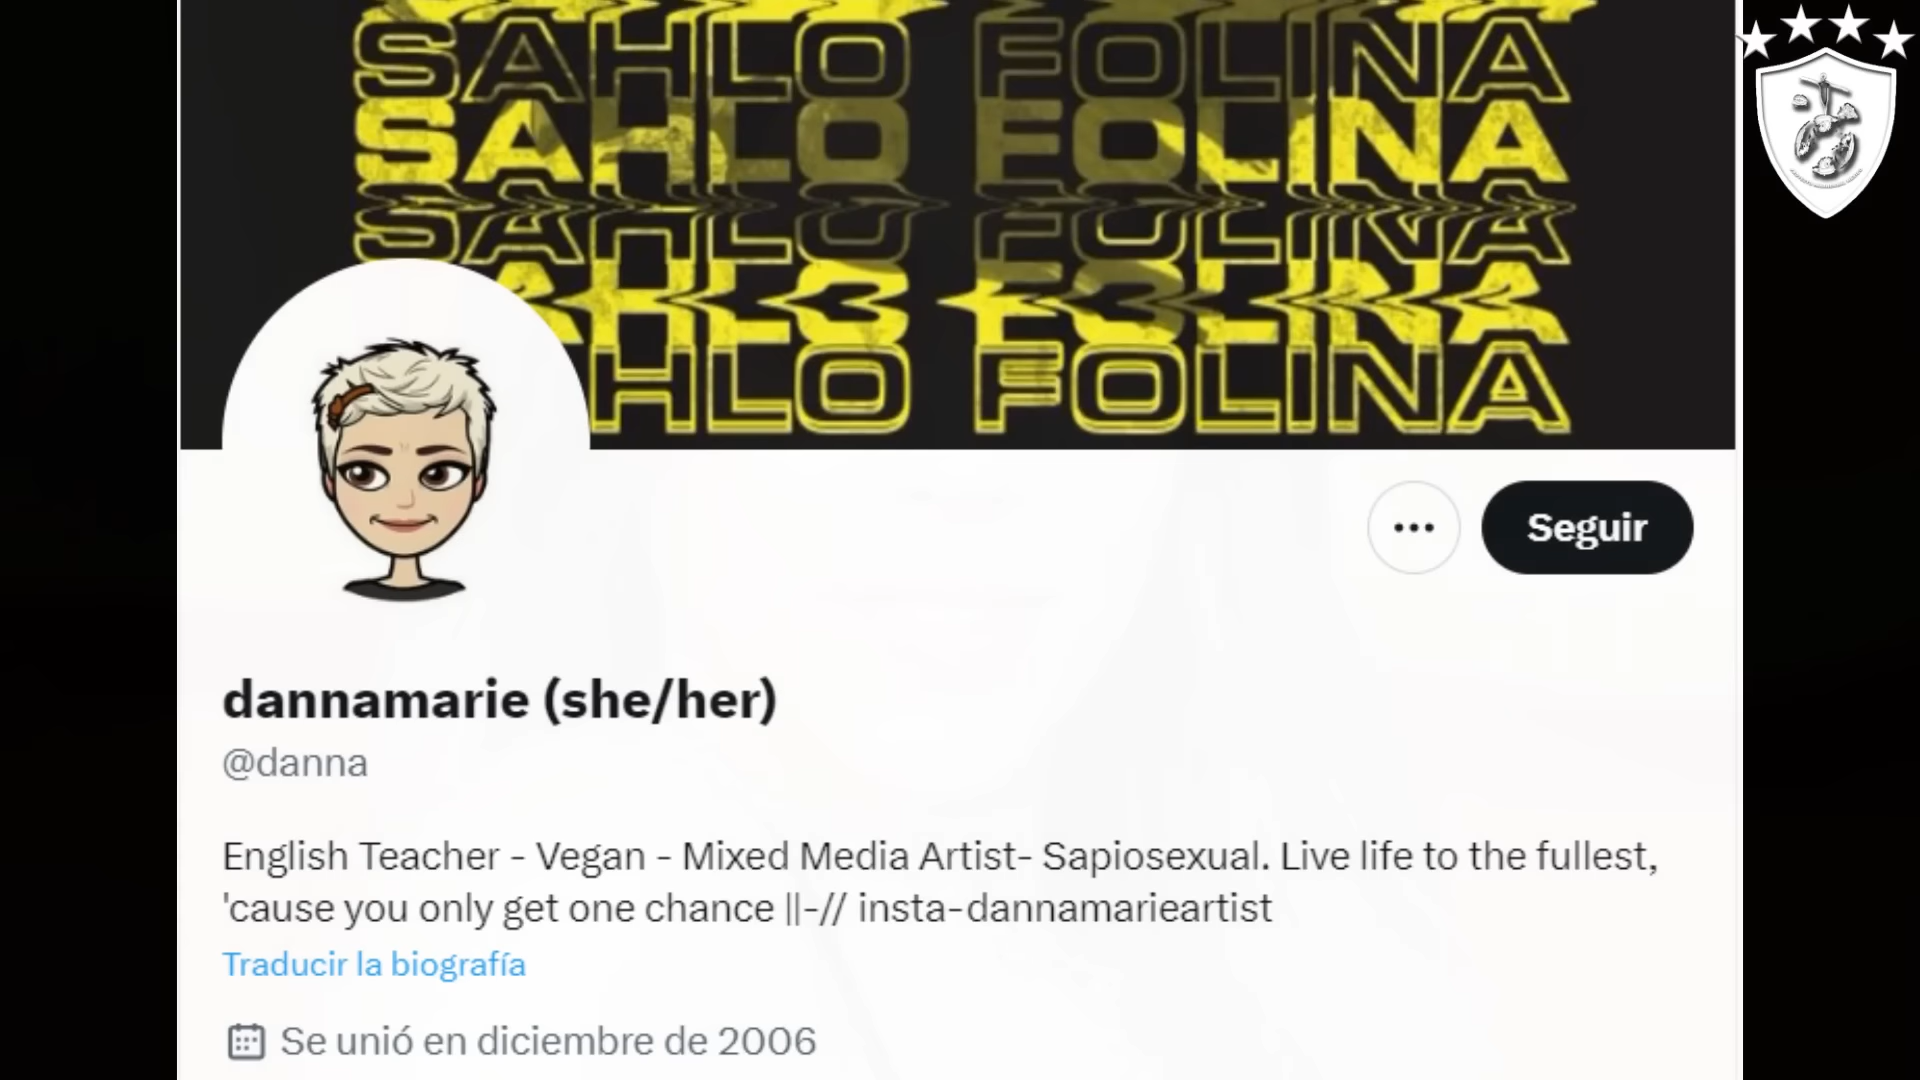 SAHLO FOLINA
SAHLO FOLINA
SAHLO FOLINA
SAHLO FOLINA
HLO FOLINA
Seguir
dannamarie (she/her)
@danna
English Teacher - Vegan - Mixed Media Artist- Sapiosexual. Live life to the fullest,
'cause you only get one chance ||-// insta-dannamarieartist
Traducir la biografía
Se unió en diciembre de 2006